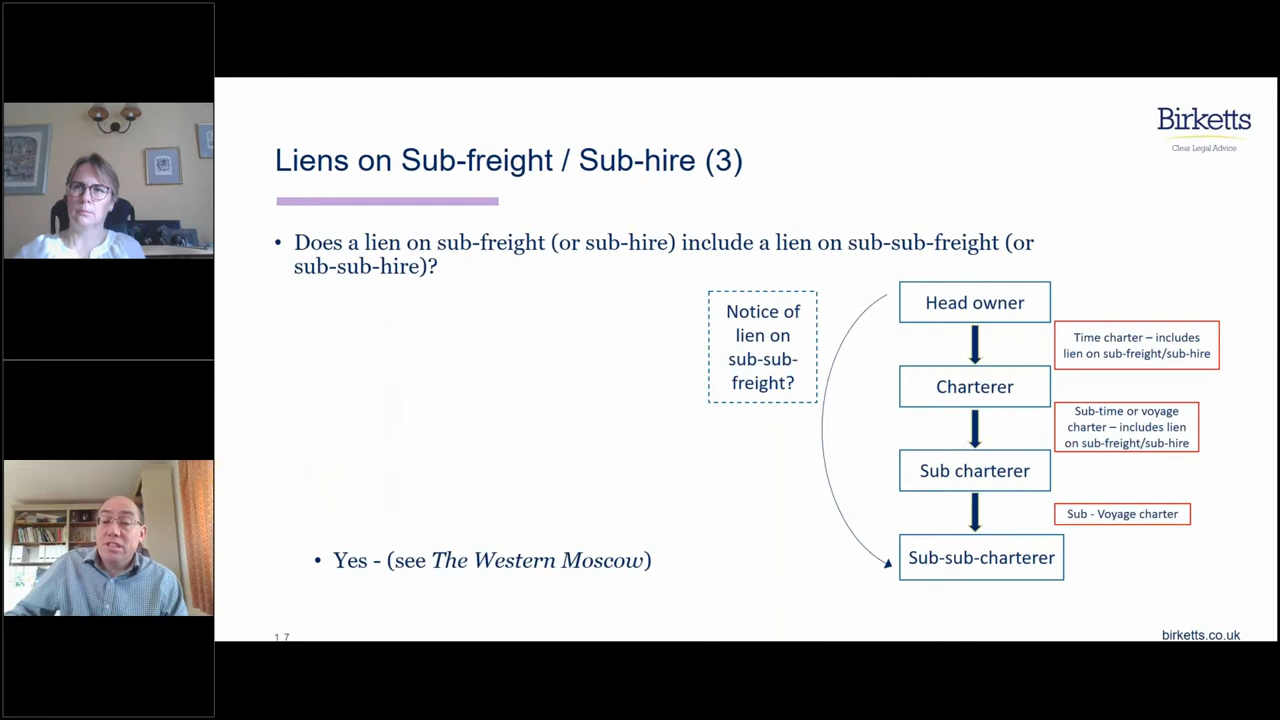 Birketts
Clear Legal Advice
Liens on Sub-freight / Sub-hire (3)
• Does a lien on sub-freight (or sub-hire) include a lien on sub-sub-freight (or
sub-sub-hire)?
Notice of
lien on
sub-sub-
freight?
Head owner
Time charter – includes
lien on sub-freight/sub-hire
Charterer
Sub-time or voyage
charter – includes lien
on sub-freight/sub-hire
Sub charterer
Sub - Voyage charter
Sub-sub-charterer
• Yes - (see The Western Moscow)
17
birketts.co.uk